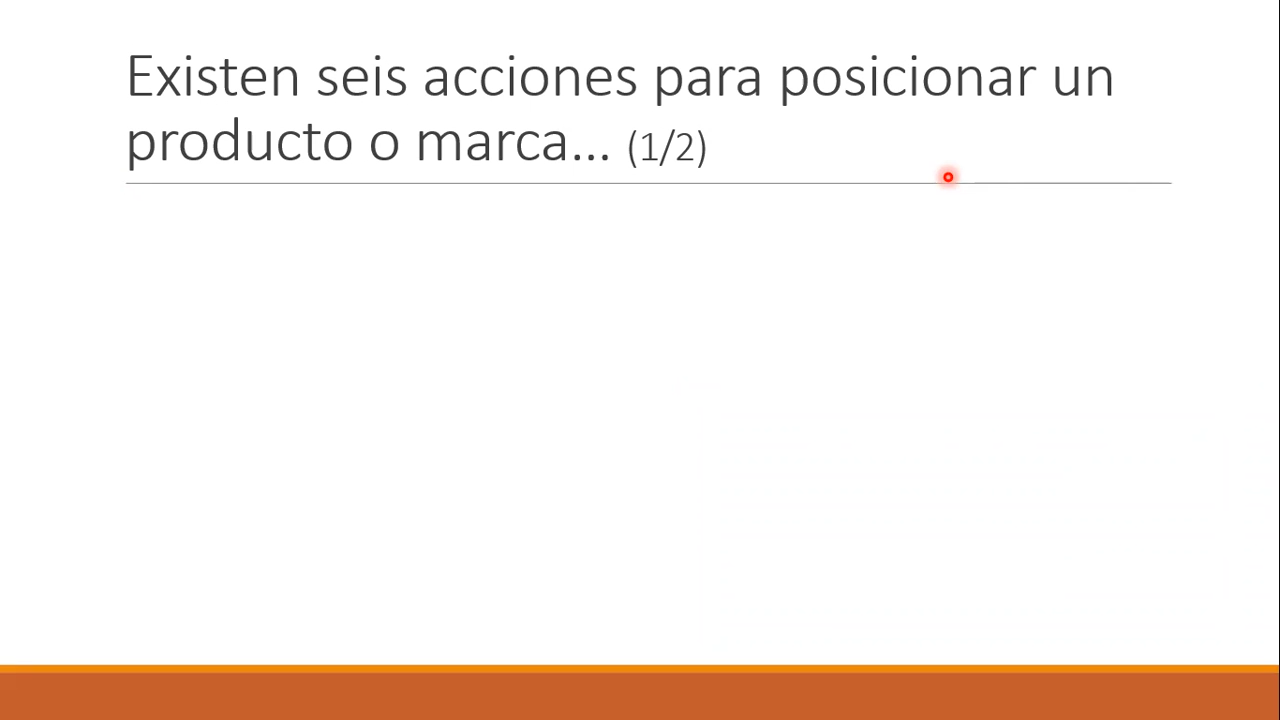 Existen seis acciones para posicionar un
producto o marca... (1/2)